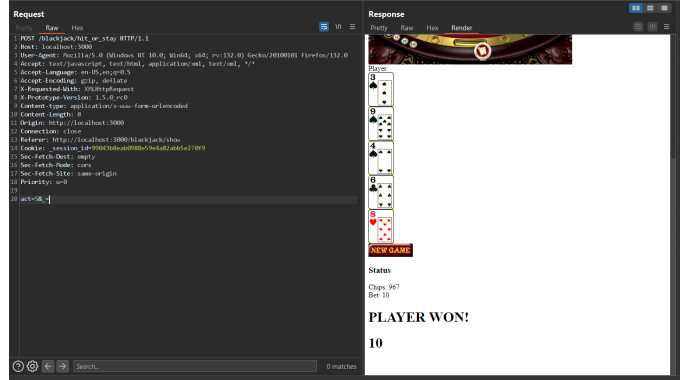 Request
Response
Pretty Raw Hex
\n
Pretty Raw Hex Render
\n
1 POST /blackjack/hit_or_stay HTTP/1.1
2 Host: localhost:3000
3 User-Agent: Mozilla/5.0 (Windows NT 10.0; Win64; x64; rv:132.0) Gecko/20100101 Firefox/132.0
4 Accept: text/javascript, text/html, application/xml, text/xml, */*
5 Accept-Language: en-US,en;q=0.5
6 Accept-Encoding: gzip, deflate
7 X-Requested-With: XMLHttpRequest
8 X-Prototype-Version: 1.5.0_rc0
9 Content-type: application/x-www-form-urlencoded
10 Content-Length: 8
11 Origin: http://localhost:3000
12 Connection: close
13 Referer: http://localhost:3000/blackjack/show
14 Cookie: _session_id=99043b8eab0988e59e4a82abb5e270f9
15 Sec-Fetch-Dest: empty
16 Sec-Fetch-Mode: cors
17 Sec-Fetch-Site: same-origin
18 Priority: u=0
19
20 act=S&_=
Player
3
9
4
6
8
NEW GAME
Status
Chips: 967
Bet: 10
PLAYER WON!
10
Search...
0 matches